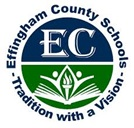 Effingham County Schools
EC
- Tradition with a Vision -